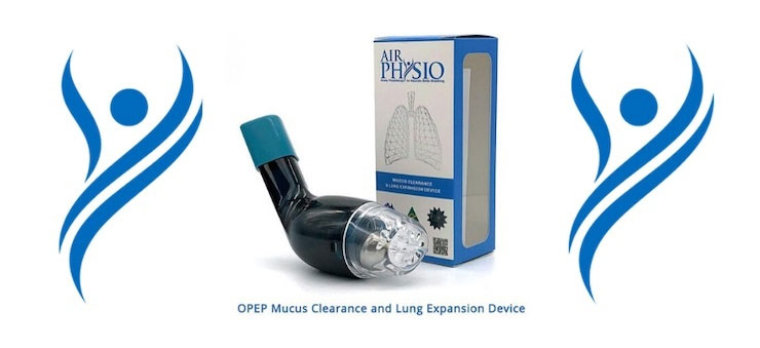 AIR
PHYSIO
MUCUS CLEARANCE
& LUNG EXPANSION DEVICE
OPEP Mucus Clearance and Lung Expansion Device